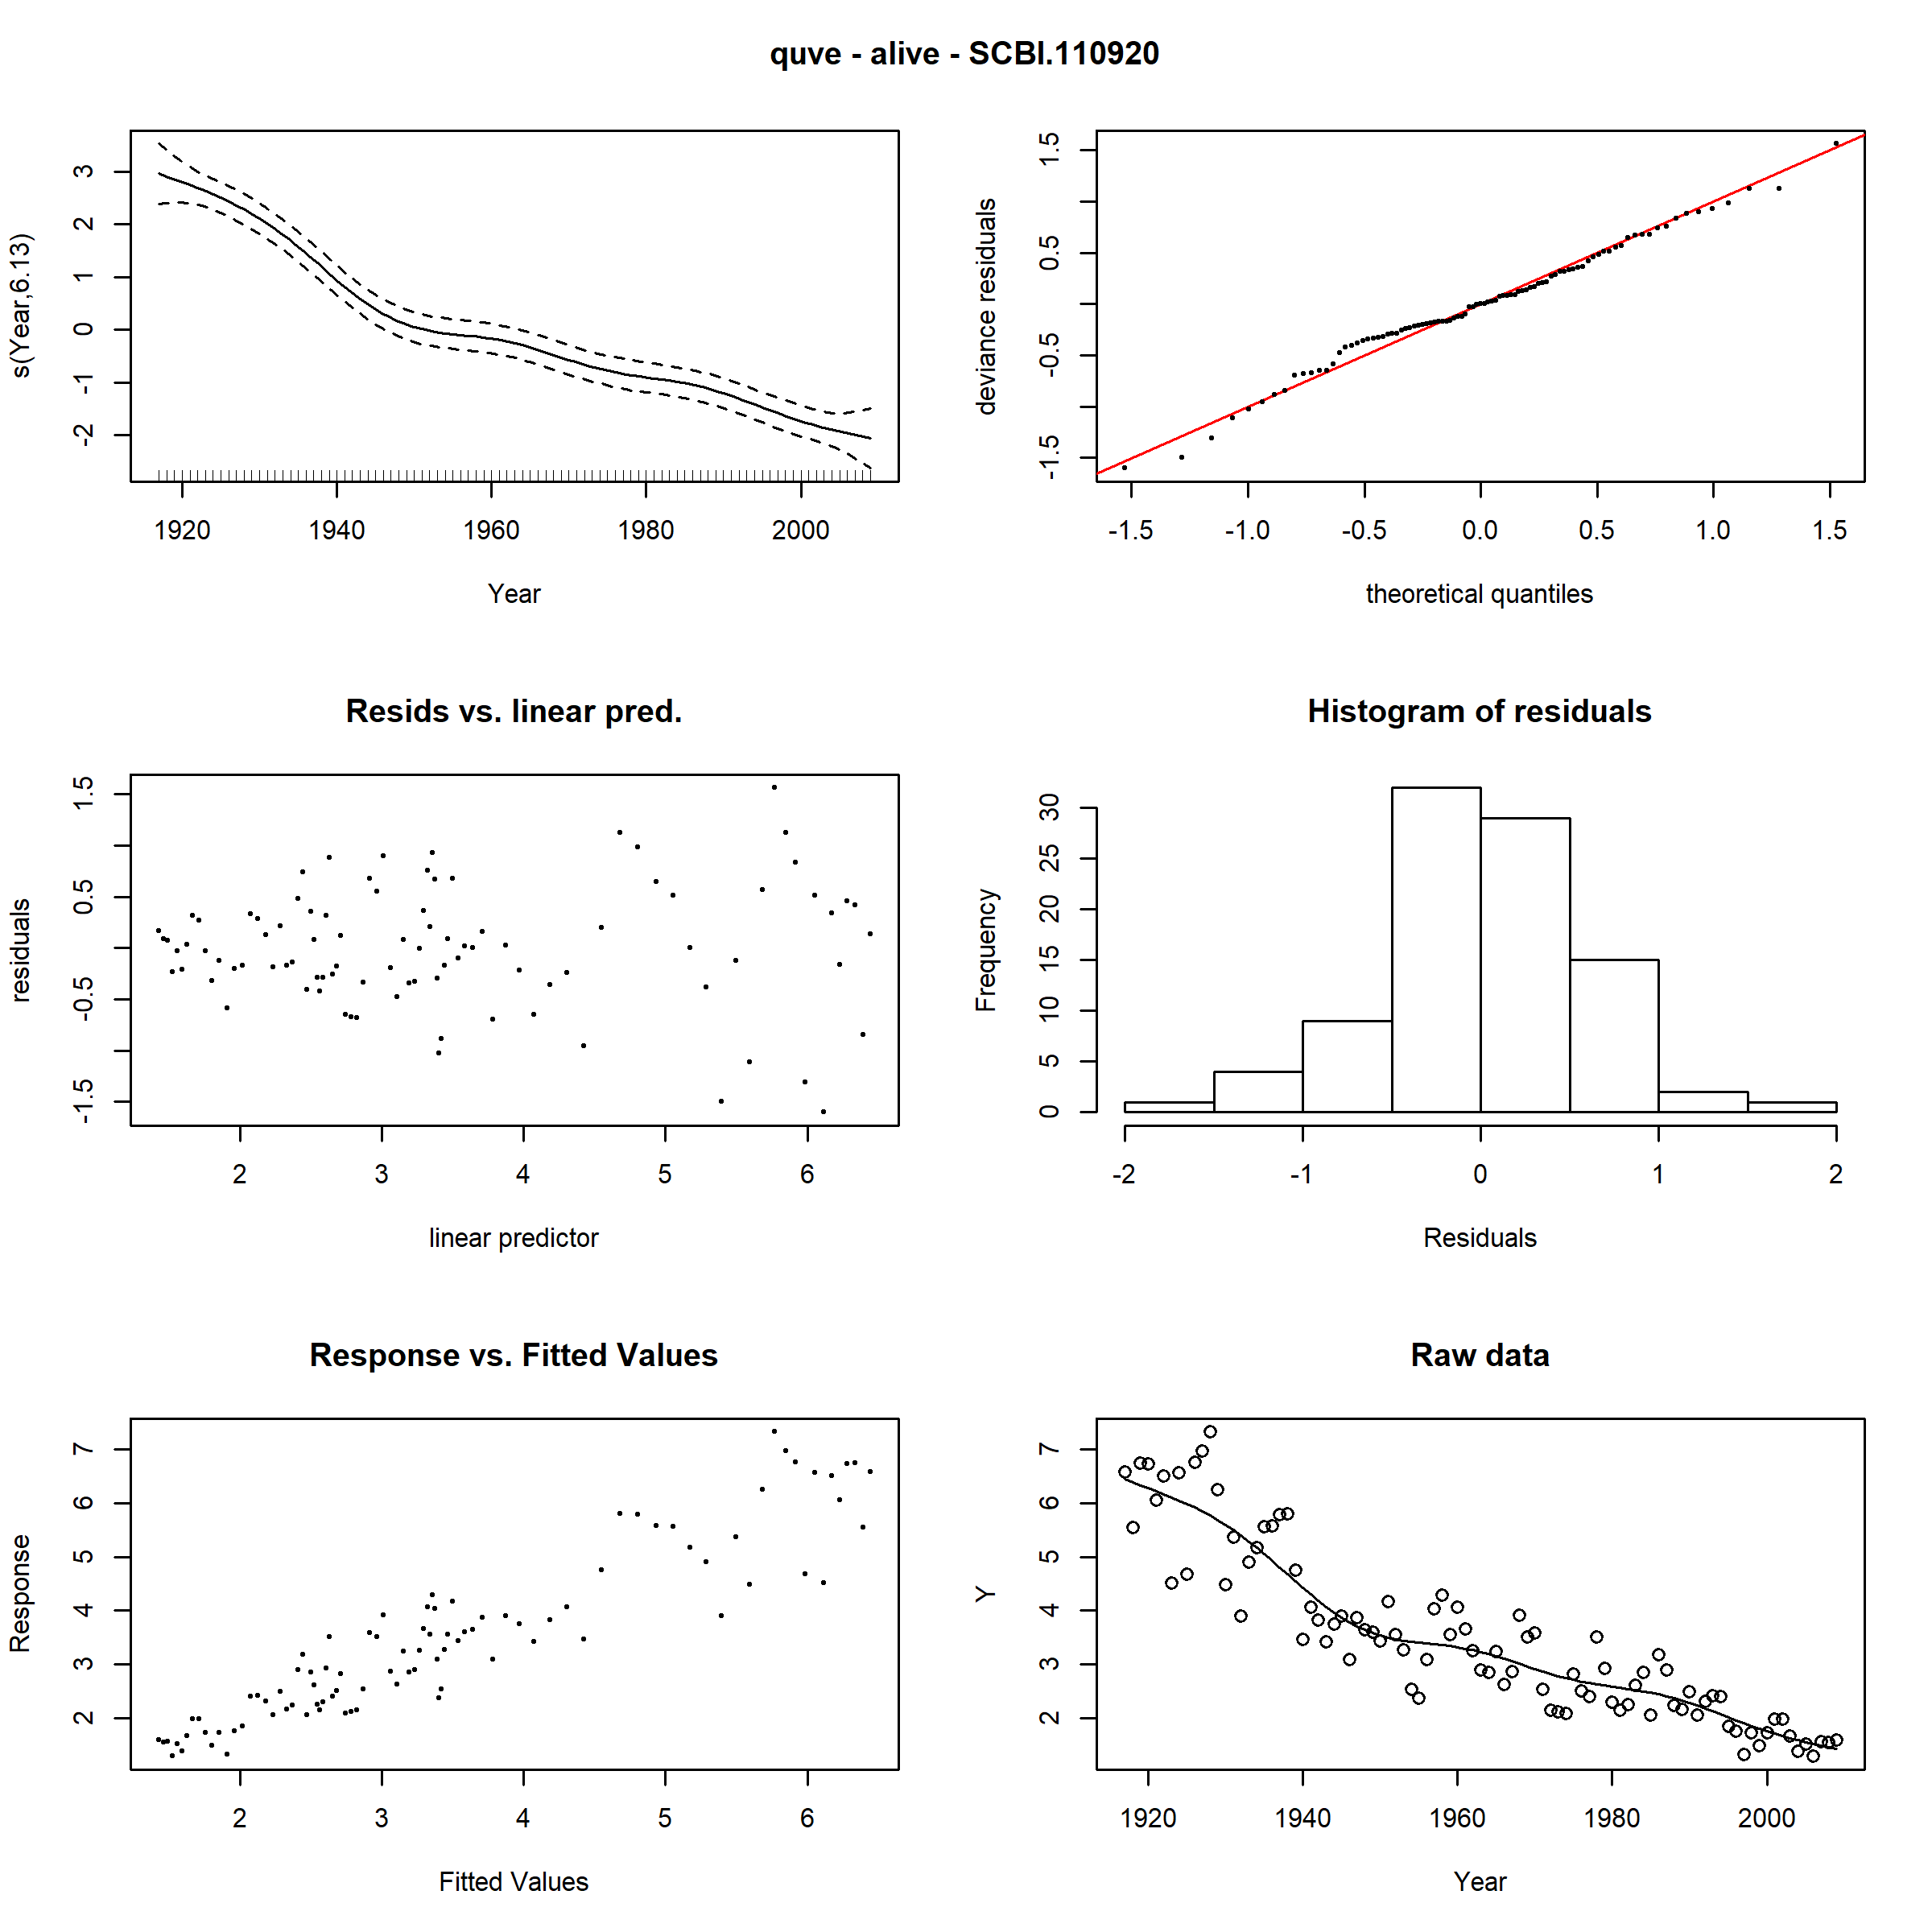 quve - alive - SCBI.110920
s(Year,6.13)
3
2
1
0
-1
-2
1920 1940 1960 1980 2000
Year
deviance residuals
1.5
0.5
-0.5
-1.5
-1.5 -1.0 -0.5 0.0 0.5 1.0 1.5
theoretical quantiles
Resids vs. linear pred.
residuals
1.5
0.5
-0.5
-1.5
2 3 4 5 6
linear predictor
Histogram of residuals
Frequency
30
25
20
15
10
5
0
-2 -1 0 1 2
Residuals
Response vs. Fitted Values
Response
7
6
5
4
3
2
2 3 4 5 6
Fitted Values
Raw data
Y
7
6
5
4
3
2
1920 1940 1960 1980 2000
Year